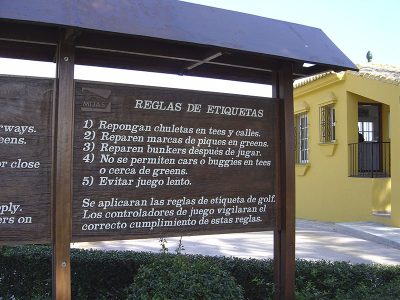 rways.
eens.
or close
ply.
ers on
MIJAS
REGLAS DE ETIQUETAS
1) Repongan chuletas en tees y calles.
2) Reparen marcas de piques en greens.
3) Reparen bunkers después de jugar.
4) No se permiten cars o buggies en tees
o cerca de greens.
5) Evitar juego lento.
Se aplicaran las reglas de etiqueta de golf.
Los controladores de juego vigilaran el
correcto cumplimiento de estas reglas.